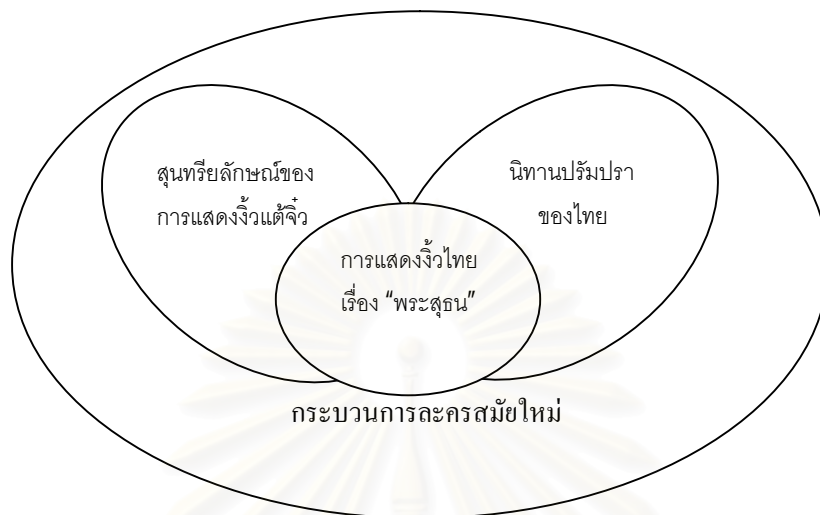 สุนทรียลักษณ์ของ
การแสดงงิ้วแต้จิ๋ว
นิทานปรัมปรา
ของไทย
การแสดงงิ้วไทย
เรื่อง “พระสุธน”
กระบวนการละครสมัยใหม่